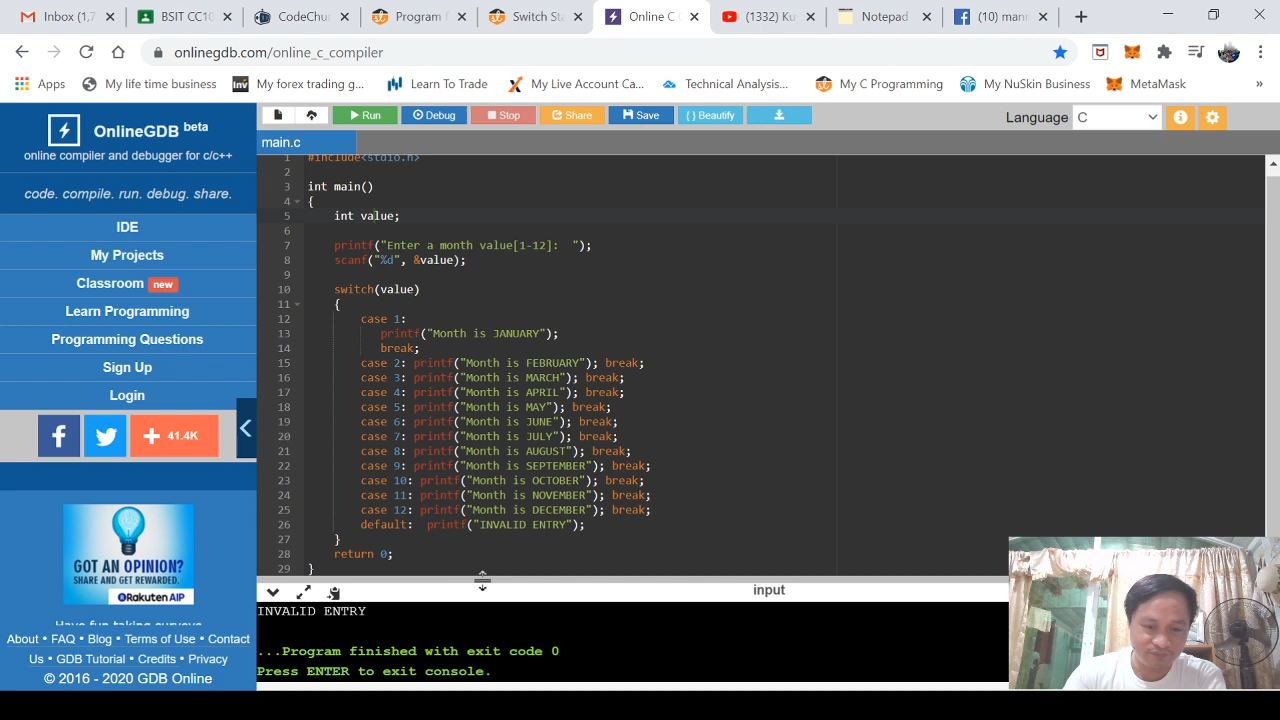 Inbox (1,7
BSIT CC10
CodeChu
Program f
Switch Sta
Online C C
(1332) Ku
Notepad
(10) mann
onlinegdb.com/online_c_compiler
Apps
My life time business
My forex trading g...
Learn To Trade
My Live Account Ca...
Technical Analysis...
My C Programming
My NuSkin Business
MetaMask
»
OnlineGDB beta
online compiler and debugger for c/c++
code. compile. run. debug. share.
IDE
My Projects
Classroom new
Learn Programming
Programming Questions
Sign Up
Login
41.4K
GOT AN OPINION?
SHARE AND GET REWARDED.
Rakuten AIP
Have fun taking surveys
About • FAQ • Blog • Terms of Use • Contact
Us • GDB Tutorial • Credits • Privacy
© 2016 - 2020 GDB Online
Run Debug Stop Share Save { } Beautify
Language C
main.c
1 #include<stdio.h>
2
3 int main()
4 {
5 int value;
6
7 printf("Enter a month value[1-12]:  ");
8 scanf("%d", &value);
9
10 switch(value)
11 {
12 case 1:
13 printf("Month is JANUARY");
14 break;
15 case 2: printf("Month is FEBRUARY"); break;
16 case 3: printf("Month is MARCH"); break;
17 case 4: printf("Month is APRIL"); break;
18 case 5: printf("Month is MAY"); break;
19 case 6: printf("Month is JUNE"); break;
20 case 7: printf("Month is JULY"); break;
21 case 8: printf("Month is AUGUST"); break;
22 case 9: printf("Month is SEPTEMBER"); break;
23 case 10: printf("Month is OCTOBER"); break;
24 case 11: printf("Month is NOVEMBER"); break;
25 case 12: printf("Month is DECEMBER"); break;
26 default:  printf("INVALID ENTRY");
27 }
28 return 0;
29 }
input
INVALID ENTRY
...Program finished with exit code 0
Press ENTER to exit console.